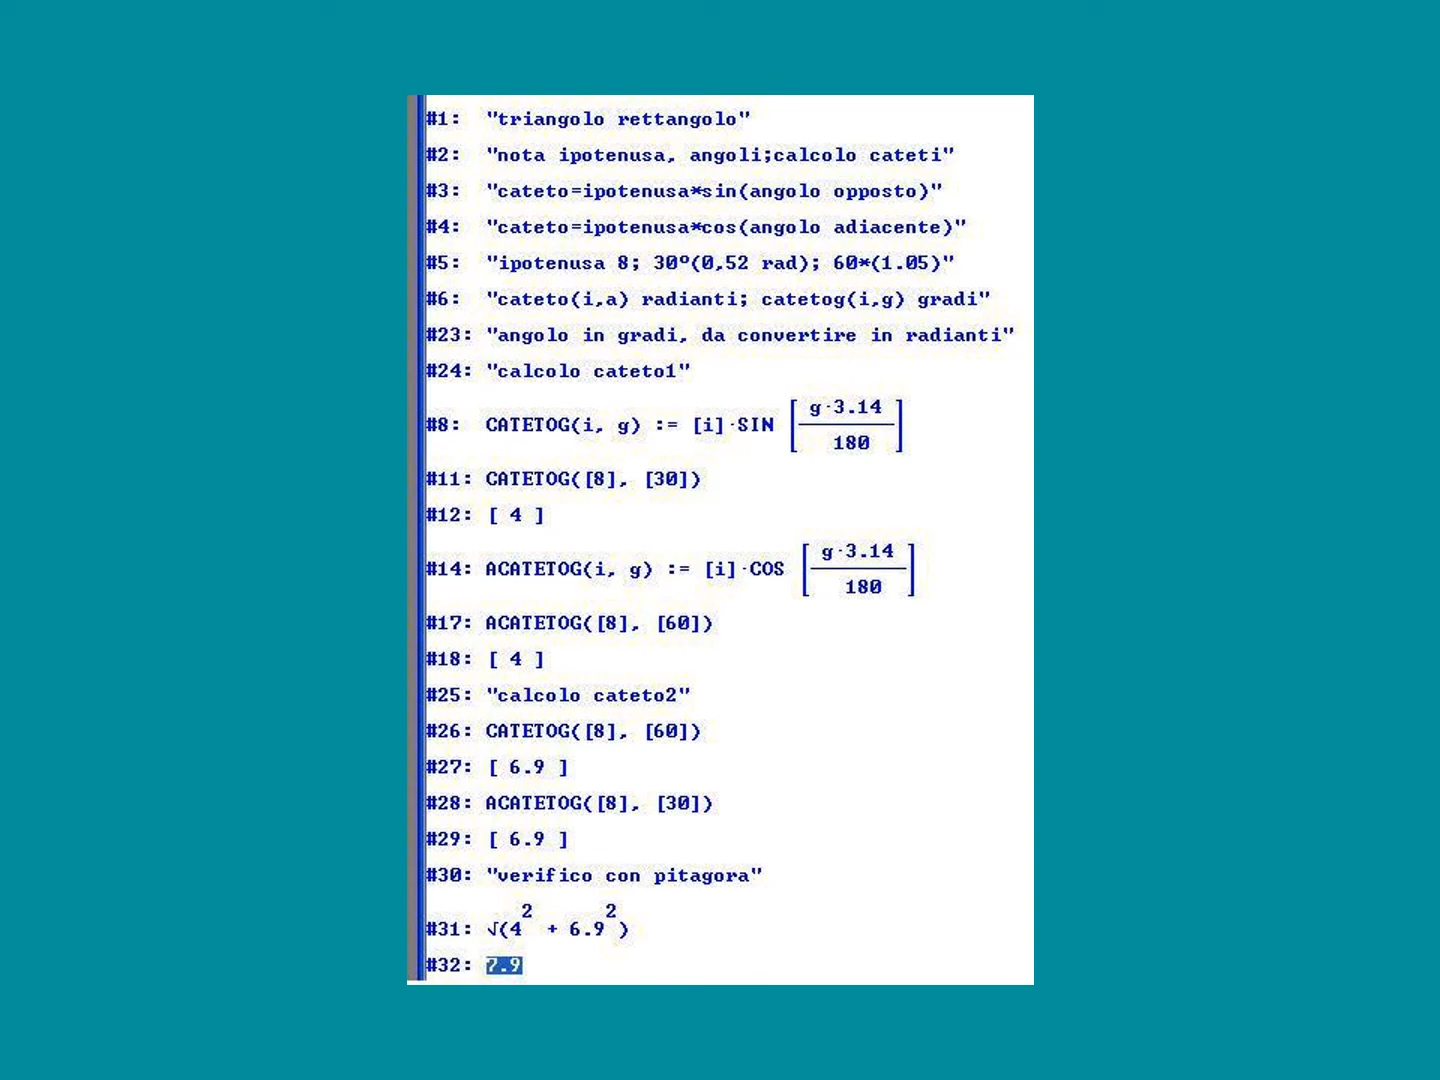 #1: "triangolo rettangolo"
#2: "nota ipotenusa, angoli;calcolo cateti"
#3: "cateto=ipotenusa*sin(angolo opposto)"
#4: "cateto=ipotenusa*cos(angolo adiacente)"
#5: "ipotenusa 8; 30º(0,52 rad); 60*(1.05)"
#6: "cateto(i,a) radianti; catetog(i,g) gradi"
#23: "angolo in gradi, da convertire in radianti"
#24: "calcolo cateto1"
#8: CATETOG(i, g) := [i]·SIN [g·3.14 / 180]
#11: CATETOG([8], [30])
#12: [ 4 ]
#14: ACATETOG(i, g) := [i]·COS [g·3.14 / 180]
#17: ACATETOG([8], [60])
#18: [ 4 ]
#25: "calcolo cateto2"
#26: CATETOG([8], [60])
#27: [ 6.9 ]
#28: ACATETOG([8], [30])
#29: [ 6.9 ]
#30: "verifico con pitagora"
#31: √(4² + 6.9²)
#32: 7.9